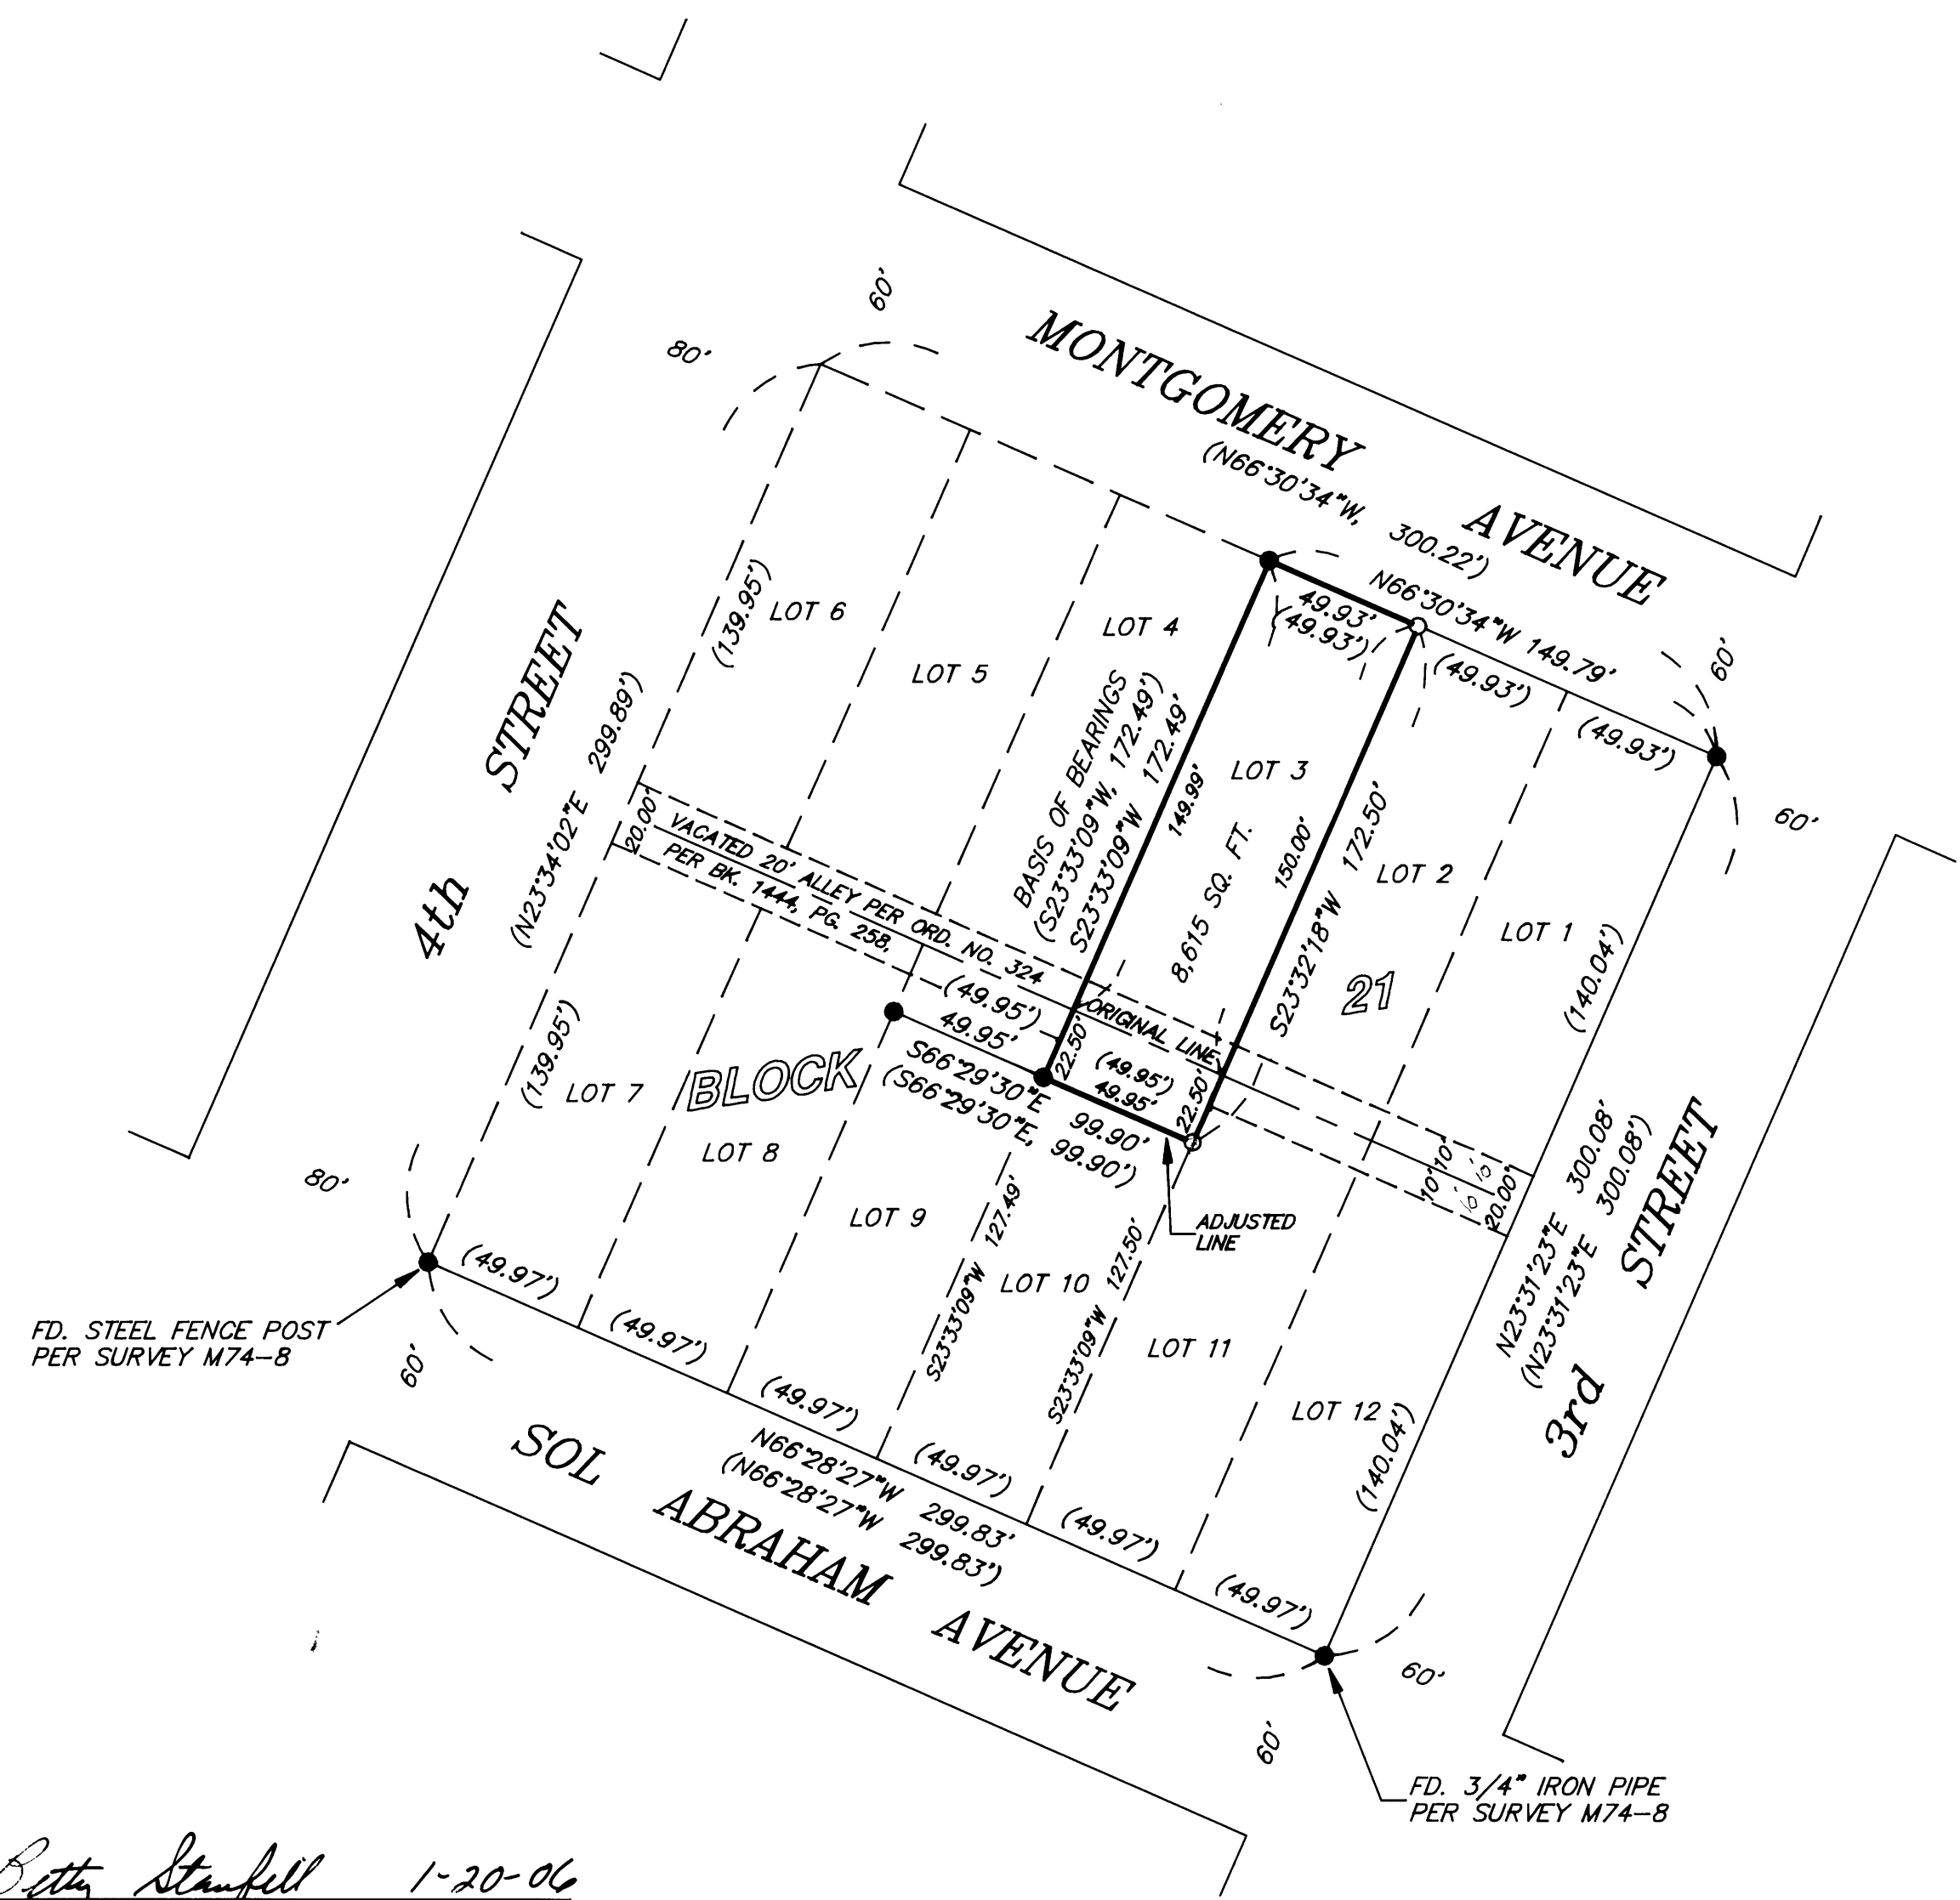 60'
80'
MONTGOMERY AVENUE
(N66°30'34"W, 300.22')
N66°30'34"W 149.79'
49.93'
(49.93')
(49.93')
(49.93')
60'
60'
LOT 6
LOT 5
LOT 4
LOT 3
LOT 2
LOT 1
(139.95')
4th STREET
(N23°34'02"E 299.89')
20.00'
VACATED 20' ALLEY PER ORD. NO. 324
PER BK. 1444, PG. 258,
BASIS OF BEARINGS
(S23°33'09"W, 172.49')
S23°33'09"W 172.49'
149.99'
8,615 SQ. FT.
150.00'
S23°32'18"W 172.50'
21
(140.04')
ORIGINAL LINE
(49.95')
49.95'
22.50'
(49.95')
49.95'
22.50'
S66°29'30"E 99.90'
(S66°29'30"E, 99.90')
BLOCK
(139.95')
LOT 7
LOT 8
LOT 9
LOT 10
LOT 11
LOT 12
10'
10'
10'
10'
20.00'
ADJUSTED
LINE
S23°33'09"W 127.49'
S23°33'09"W 127.50'
N23°31'23"E 300.08'
(N23°31'23"E 300.08')
3rd STREET
(140.04')
80'
60'
FD. STEEL FENCE POST
PER SURVEY M74-8
(49.97')
(49.97')
(49.97')
(49.97')
(49.97')
(49.97')
N66°28'27"W 299.83'
(N66°28'27"W 299.83')
SOL ABRAHAM AVENUE
60'
60'
FD. 3/4" IRON PIPE
PER SURVEY M74-8
Betty Stanfill 1-20-06